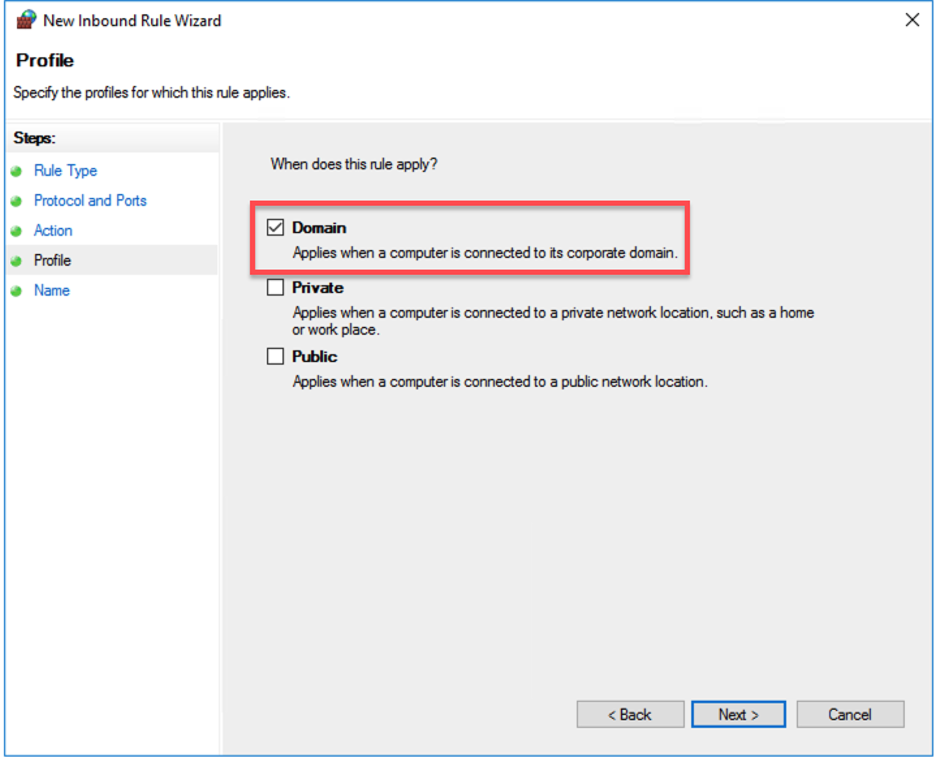 New Inbound Rule Wizard
Profile
Specify the profiles for which this rule applies.
Steps:
Rule Type
Protocol and Ports
Action
Profile
Name
When does this rule apply?
Domain
Applies when a computer is connected to its corporate domain.
Private
Applies when a computer is connected to a private network location, such as a home
or work place.
Public
Applies when a computer is connected to a public network location.
< Back
Next >
Cancel